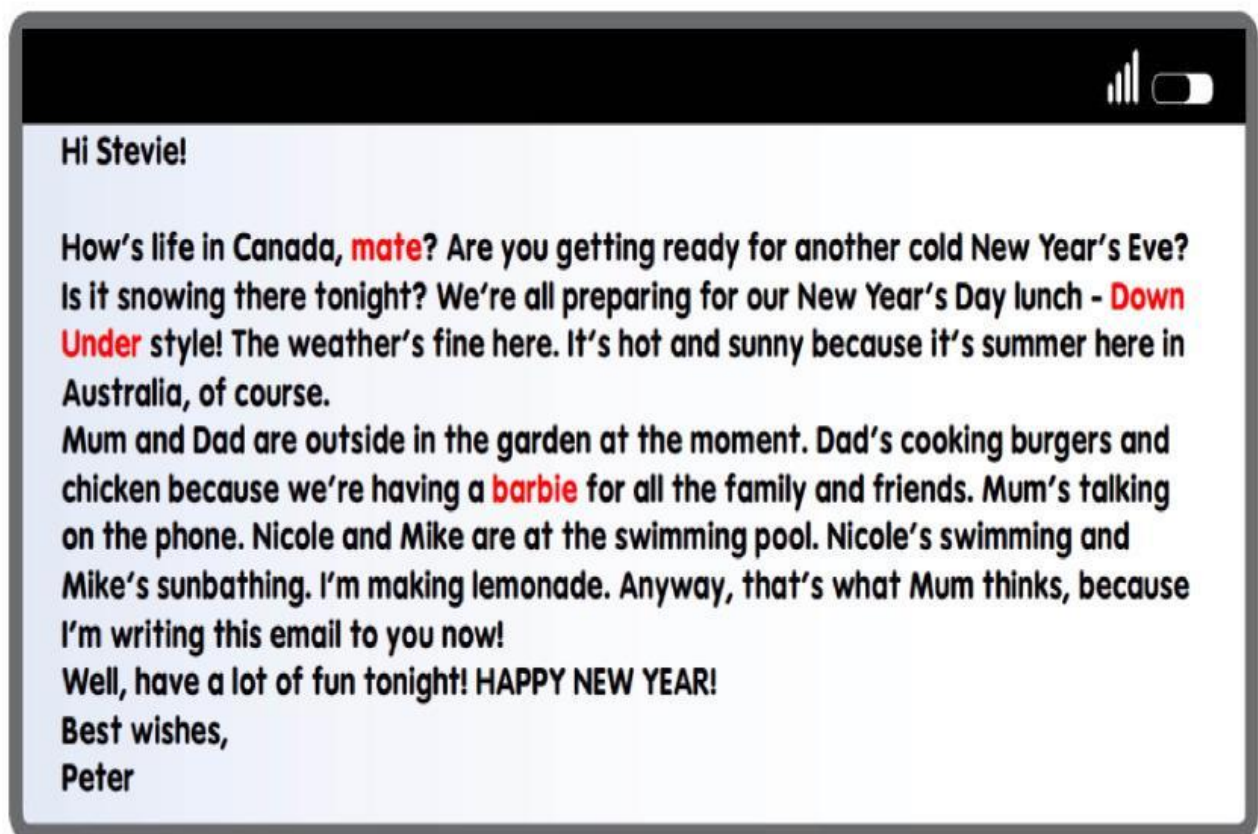 Hi Stevie!
How's life in Canada, mate? Are you getting ready for another cold New Year's Eve?
Is it snowing there tonight? We're all preparing for our New Year's Day lunch - Down
Under style! The weather's fine here. It's hot and sunny because it's summer here in
Australia, of course.
Mum and Dad are outside in the garden at the moment. Dad's cooking burgers and
chicken because we're having a barbie for all the family and friends. Mum's talking
on the phone. Nicole and Mike are at the swimming pool. Nicole's swimming and
Mike's sunbathing. I'm making lemonade. Anyway, that's what Mum thinks, because
I'm writing this email to you now!
Well, have a lot of fun tonight! HAPPY NEW YEAR!
Best wishes,
Peter